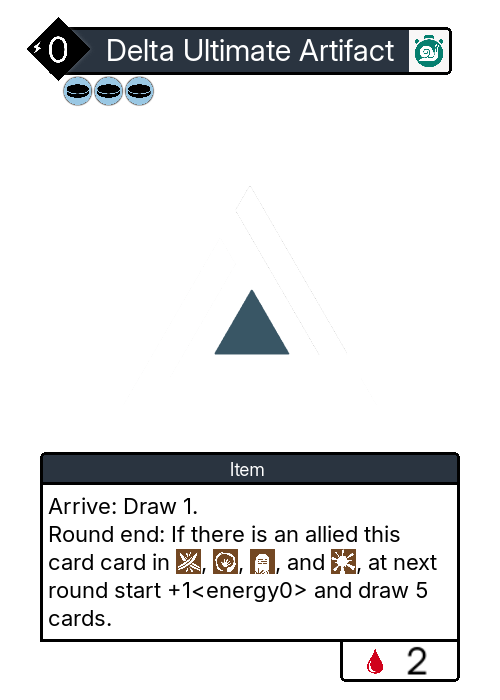 0 Delta Ultimate Artifact
Item
Arrive: Draw 1.
Round end: If there is an allied this
card card in , , , and , at next
round start +1<energy0> and draw 5
cards.
2